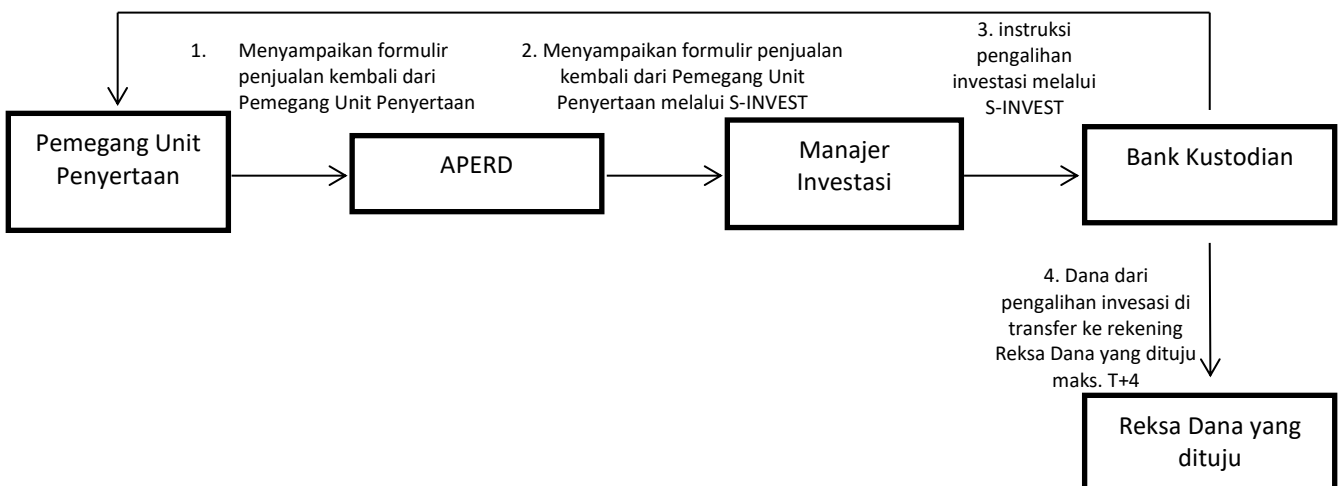 1. Menyampaikan formulir
penjualan kembali dari
Pemegang Unit Penyertaan
2. Menyampaikan formulir penjualan
kembali dari Pemegang Unit
Penyertaan melalui S-INVEST
3. instruksi
pengalihan
investasi melalui
S-INVEST
Pemegang Unit
Penyertaan
APERD
Manajer
Investasi
Bank Kustodian
4. Dana dari
pengalihan invesasi di
transfer ke rekening
Reksa Dana yang dituju
maks. T+4
Reksa Dana yang
dituju